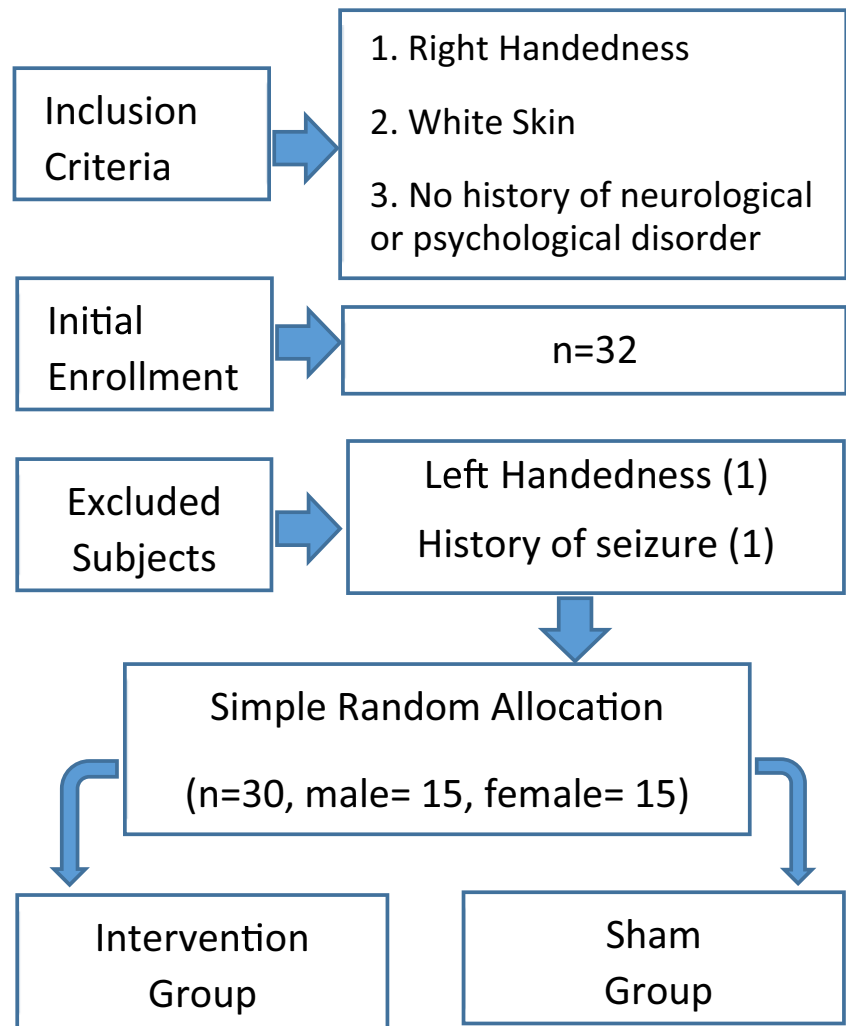 Inclusion
Criteria
1. Right Handedness
2. White Skin
3. No history of neurological
or psychological disorder
Initial
Enrollment
n=32
Excluded
Subjects
Left Handedness (1)
History of seizure (1)
Simple Random Allocation
(n=30, male= 15, female= 15)
Intervention
Group
Sham
Group